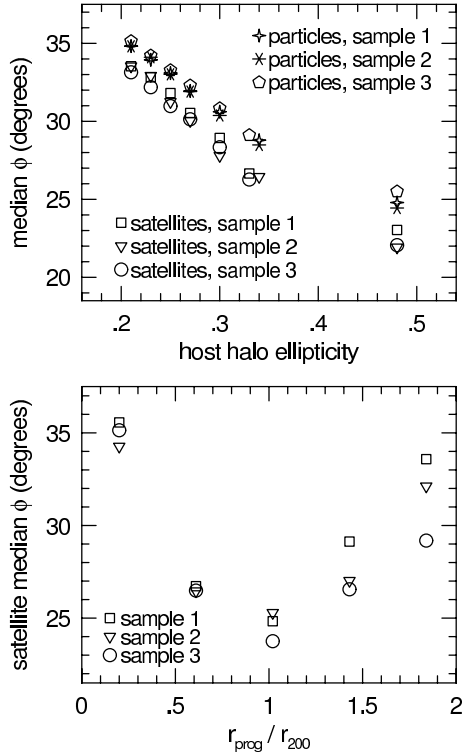 35
30
25
20
median ϕ (degrees)
particles, sample 1
particles, sample 2
particles, sample 3
satellites, sample 1
satellites, sample 2
satellites, sample 3
.2 .3 .4 .5
host halo ellipticity
35
30
25
satellite median ϕ (degrees)
sample 1
sample 2
sample 3
0 .5 1 1.5 2
r_prog / r_200